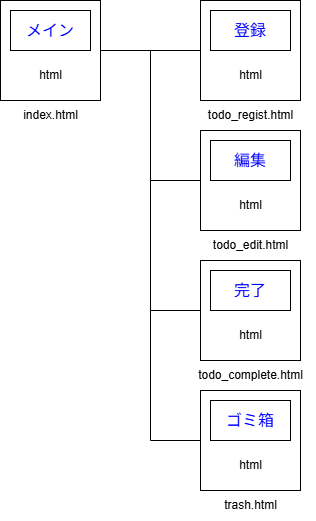 メイン
html
index.html
登録
html
todo_regist.html
編集
html
todo_edit.html
完了
html
todo_complete.html
ゴミ箱
html
trash.html